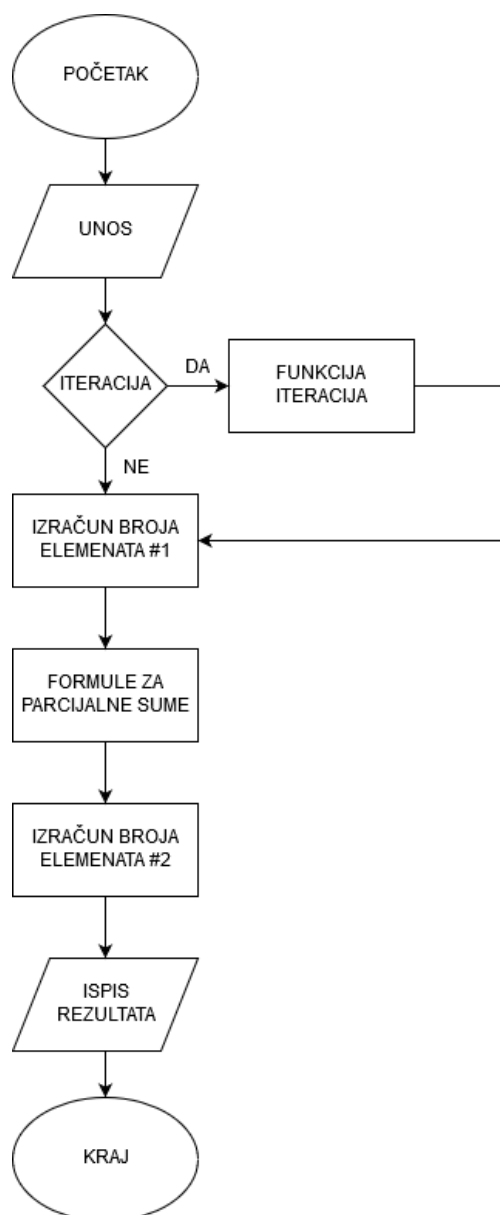 POČETAK
UNOS
ITERACIJA
DA
FUNKCIJA
ITERACIJA
NE
IZRAČUN BROJA
ELEMENATA #1
FORMULE ZA
PARCIJALNE SUME
IZRAČUN BROJA
ELEMENATA #2
ISPIS
REZULTATA
KRAJ